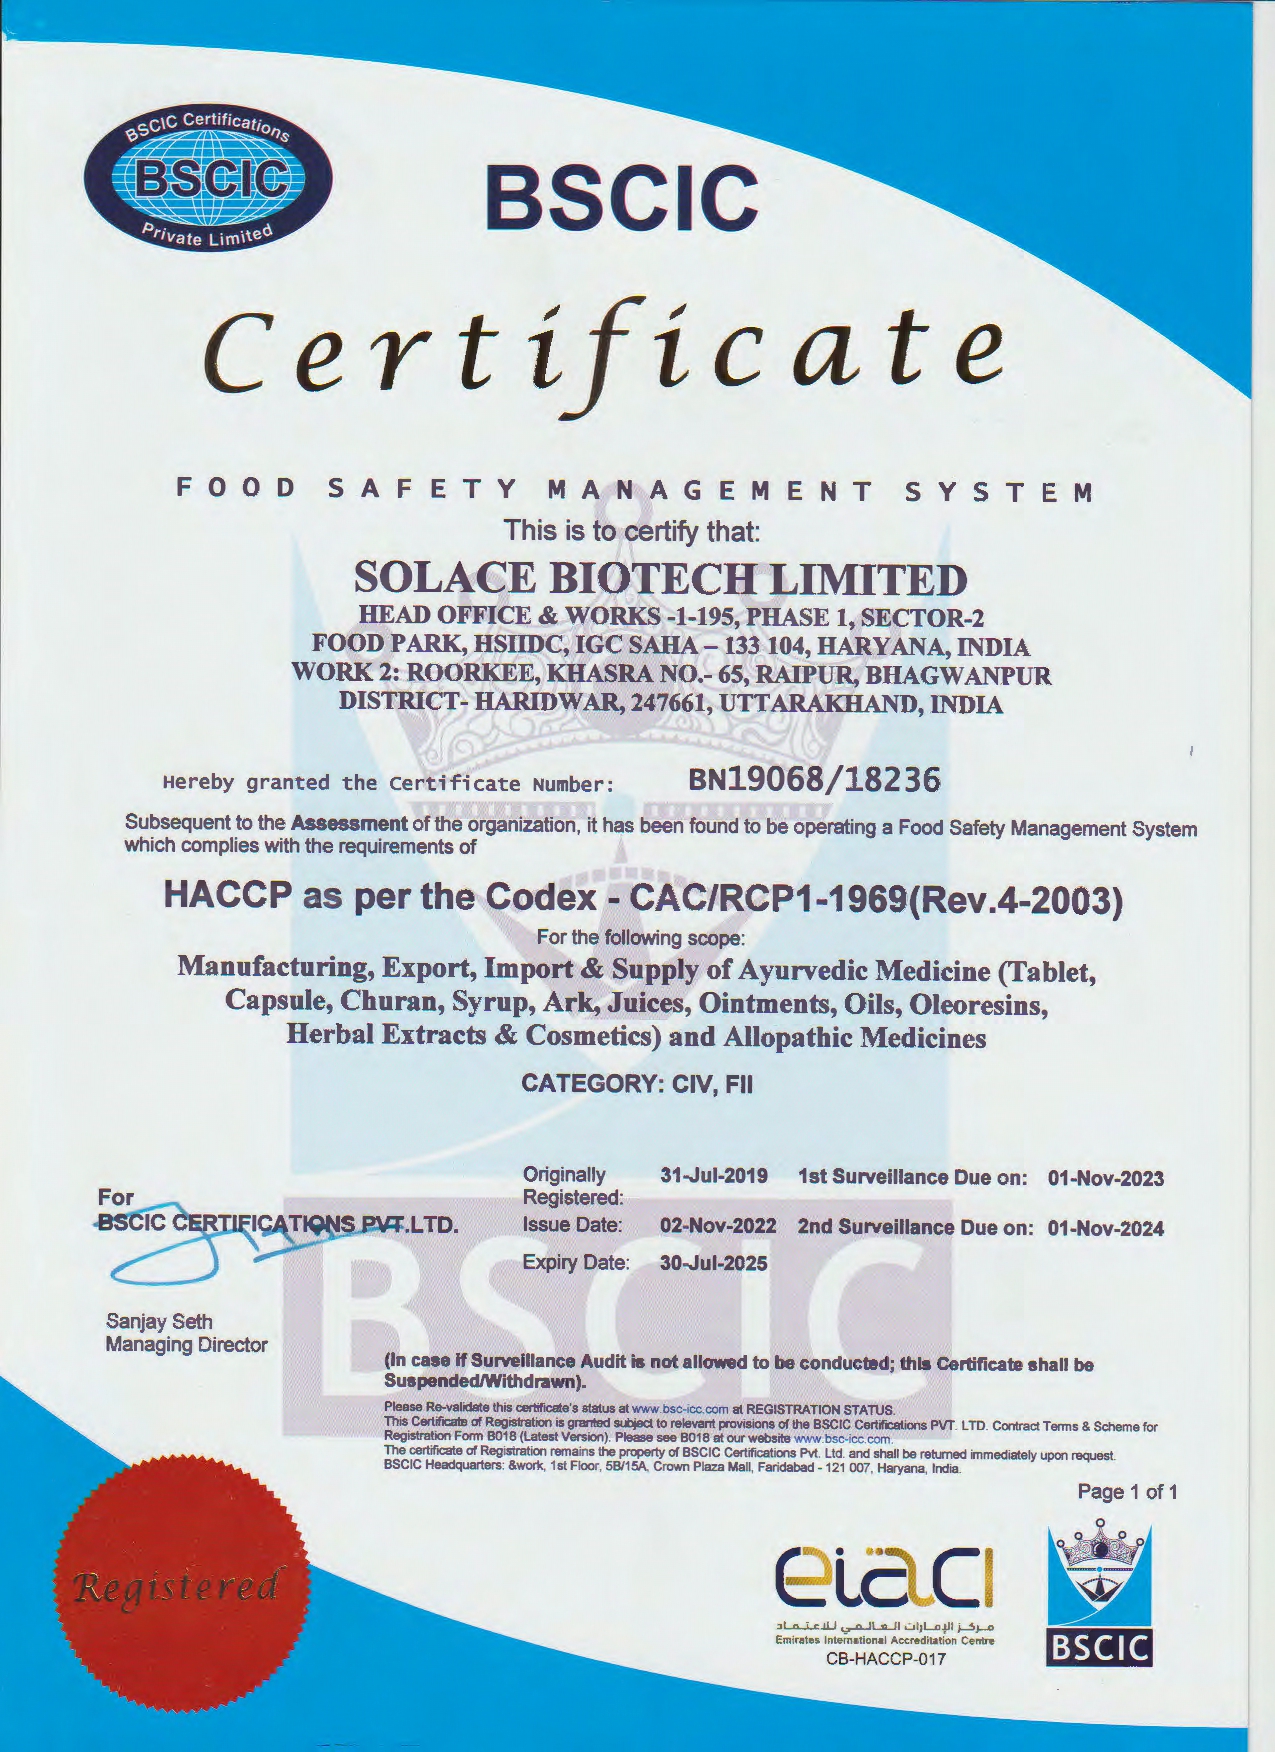 BSCIC Certifications
BSCIC
Private Limited
BSCIC
Certificate
FOOD SAFETY MANAGEMENT SYSTEM
This is to certify that:
SOLACE BIOTECH LIMITED
HEAD OFFICE & WORKS -1-195, PHASE 1, SECTOR-2
FOOD PARK, HSIIDC, IGC SAHA – 133 104, HARYANA, INDIA
WORK 2: ROORKEE, KHASRA NO.- 65, RAIPUR, BHAGWANPUR
DISTRICT- HARIDWAR, 247661, UTTARAKHAND, INDIA
Hereby granted the Certificate Number: BN19068/18236
Subsequent to the Assessment of the organization, it has been found to be operating a Food Safety Management System
which complies with the requirements of
HACCP as per the Codex - CAC/RCP1-1969(Rev.4-2003)
For the following scope:
Manufacturing, Export, Import & Supply of Ayurvedic Medicine (Tablet,
Capsule, Churan, Syrup, Ark, Juices, Ointments, Oils, Oleoresins,
Herbal Extracts & Cosmetics) and Allopathic Medicines
CATEGORY: CIV, FII
Originally 31-Jul-2019 1st Surveillance Due on: 01-Nov-2023
Registered:
For
BSCIC CERTIFICATIONS PVT.LTD.
Issue Date: 02-Nov-2022 2nd Surveillance Due on: 01-Nov-2024
Expiry Date: 30-Jul-2025
BSCIC
Sanjay Seth
Managing Director
(In case if Surveillance Audit is not allowed to be conducted; this Certificate shall be
Suspended/Withdrawn).
Please Re-validate this certificate's status at www.bsc-icc.com at REGISTRATION STATUS.
This Certificate of Registration is granted subject to relevant provisions of the BSCIC Certifications PVT. LTD. Contract Terms & Scheme for
Registration Form B018 (Latest Version). Please see B018 at our website www.bsc-icc.com.
The certificate of Registration remains the property of BSCIC Certifications Pvt. Ltd. and shall be returned immediately upon request.
BSCIC Headquarters: &work, 1st Floor, 5B/15A, Crown Plaza Mall, Faridabad - 121 007, Haryana, India.
Page 1 of 1
Registered
eiac
مركز الإمارات العالمي للاعتماد
Emirates International Accreditation Centre
CB-HACCP-017
BSCIC